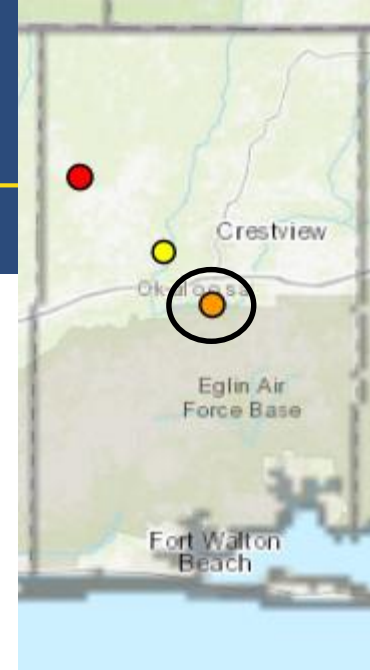 Crestview
Okaloosa
Eglin Air
Force Base
Fort Walton
Beach